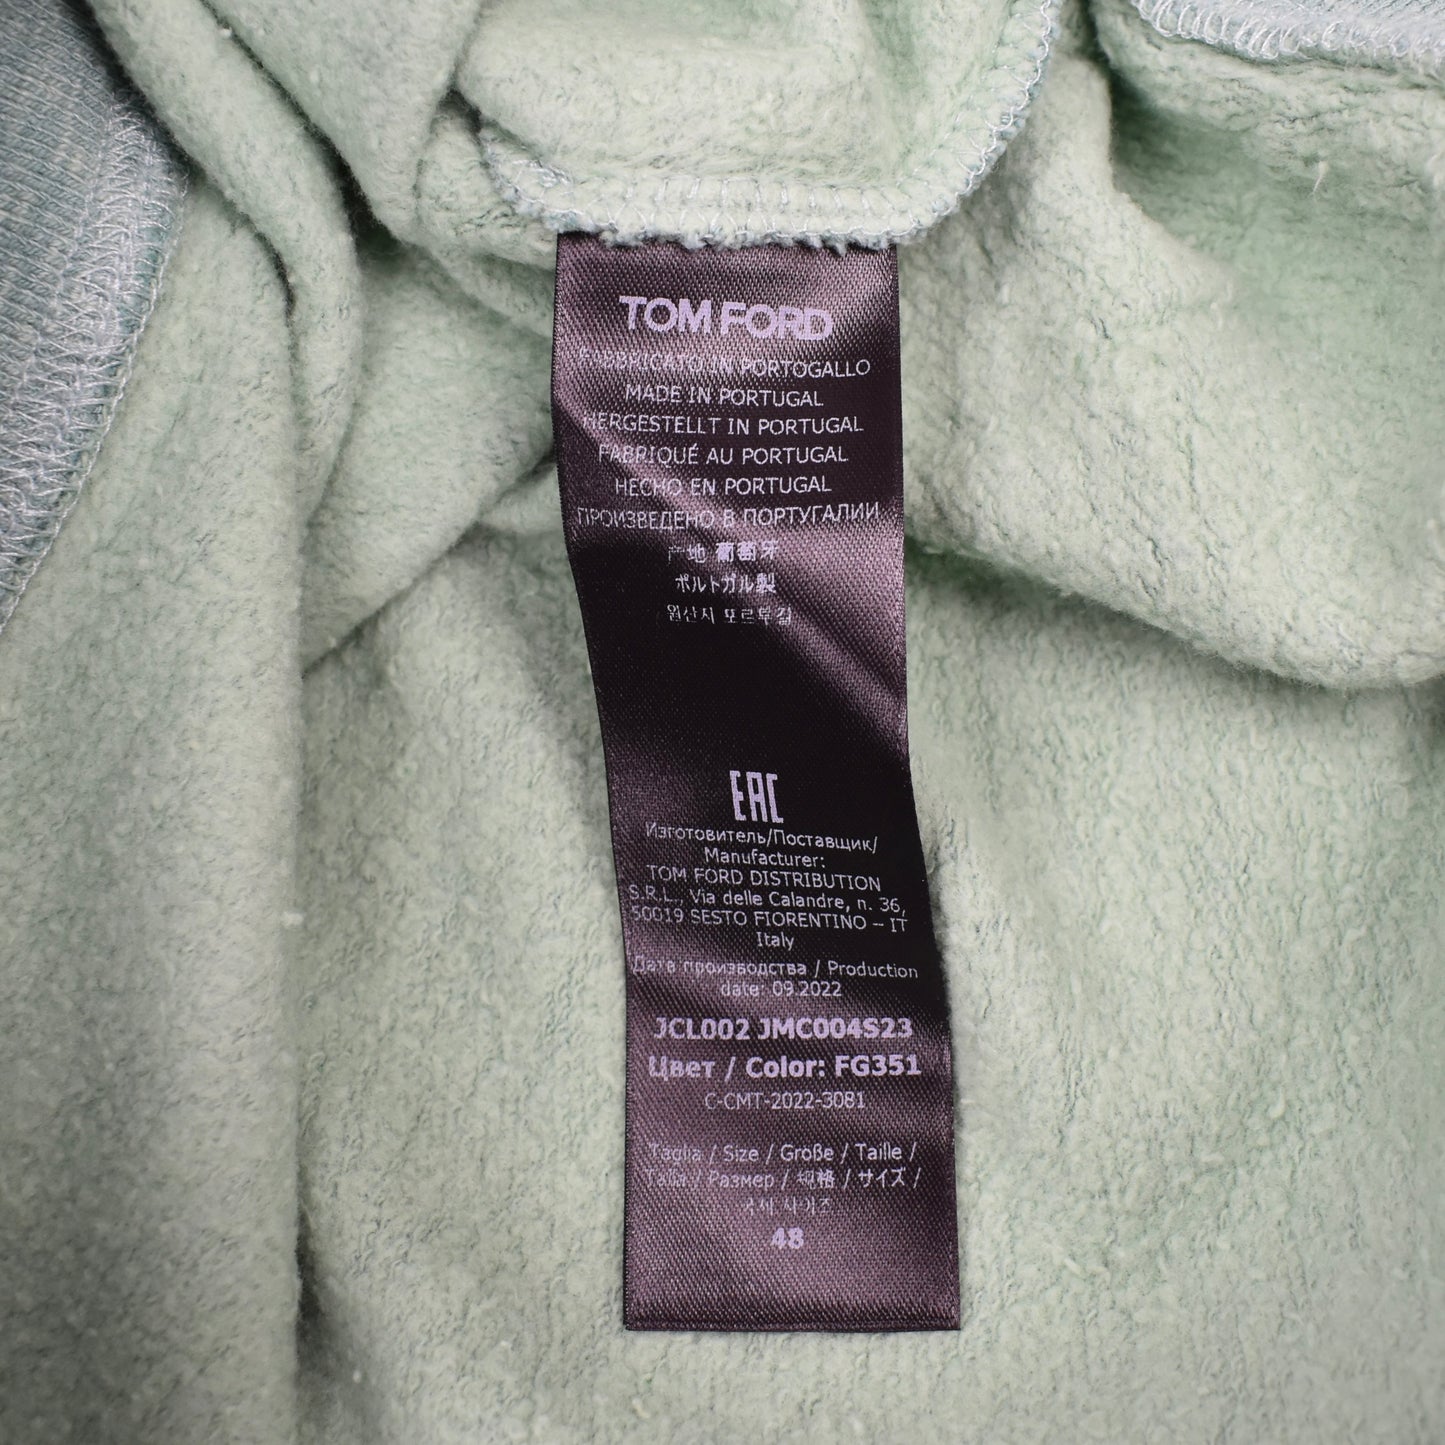 TOM FORD
FABBRICATO IN PORTOGALLO
MADE IN PORTUGAL
HERGESTELLT IN PORTUGAL
FABRIQUÉ AU PORTUGAL
HECHO EN PORTUGAL
ПРОИЗВЕДЕНО В ПОРТУГАЛИИ
产地 葡萄牙
ポルトガル製
원산지 포르투갈
EAC
Изготовитель/Поставщик/
Manufacturer:
TOM FORD DISTRIBUTION
S.R.L., Via delle Calandre, n. 36,
50019 SESTO FIORENTINO – IT
Italy
Дата производства / Production
date: 09.2022
JCL002 JMC004S23
Цвет / Color: FG351
C-CMT-2022-3081
Taglia / Size / Große / Taille /
Talla / Размер / 规格 / サイズ /
사이즈
48